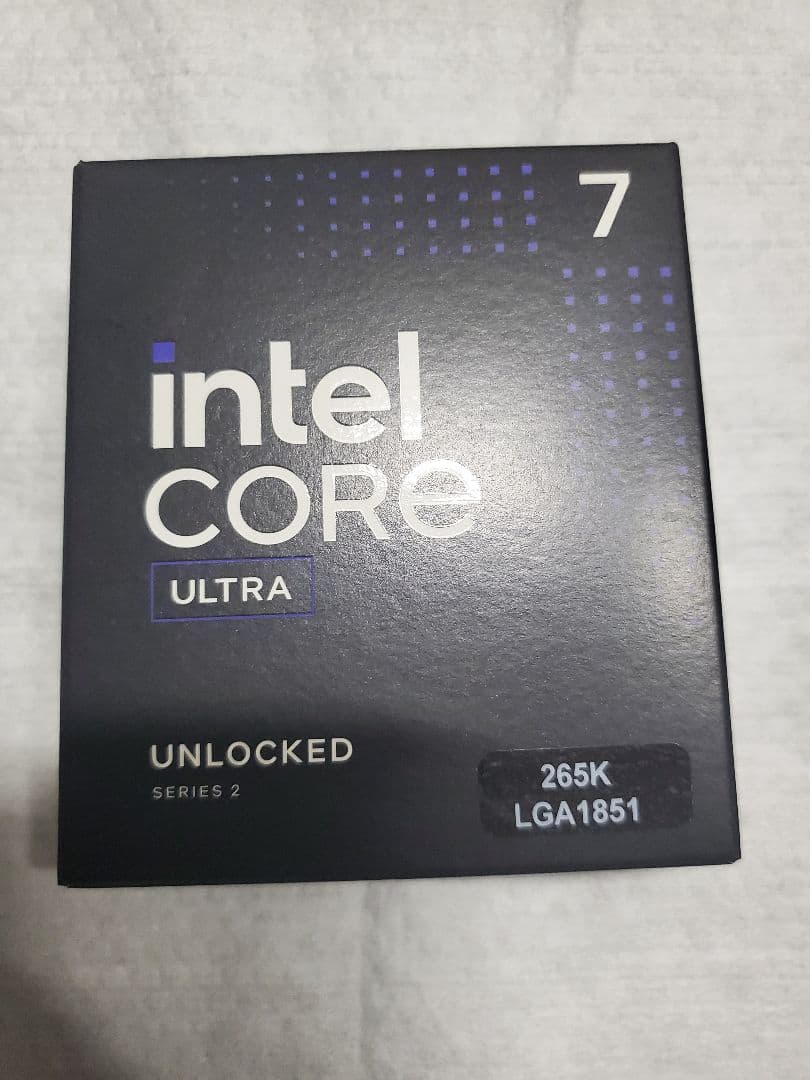 7
intel
CORE
ULTRA
UNLOCKED
SERIES 2
265K
LGA1851